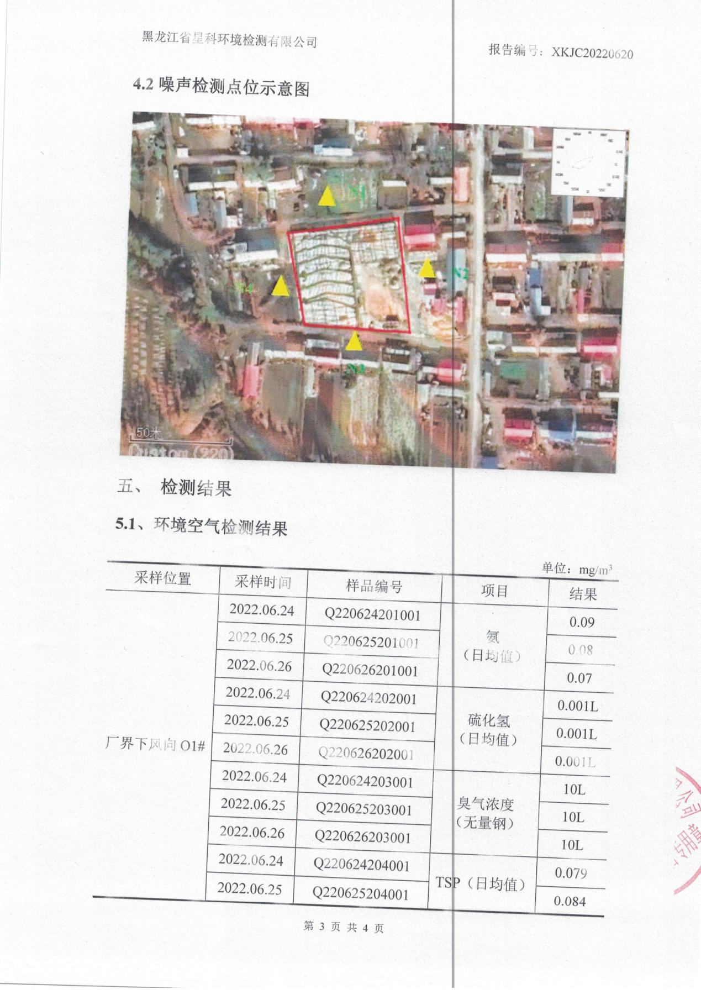 黑龙江省星科环境检测有限公司
报告编号：XKJC20220620
4.2 噪声检测点位示意图
N1
N2
N4
N3
50米
Custom (220)
五、 检测结果
5.1、环境空气检测结果
单位：mg/m³
采样位置 采样时间 样品编号 项目 结果
厂界下风向 O1#
2022.06.24 Q220624201001 0.09
2022.06.25 Q220625201001 氨（日均值） 0.08
2022.06.26 Q220626201001 0.07
2022.06.24 Q220624202001 0.001L
2022.06.25 Q220625202001 硫化氢（日均值） 0.001L
2022.06.26 Q220626202001 0.001L
2022.06.24 Q220624203001 10L
2022.06.25 Q220625203001 臭气浓度（无量钢） 10L
2022.06.26 Q220626203001 10L
2022.06.24 Q220624204001 TSP（日均值） 0.079
2022.06.25 Q220625204001 0.084
第 3 页 共 4 页
公司
专用章